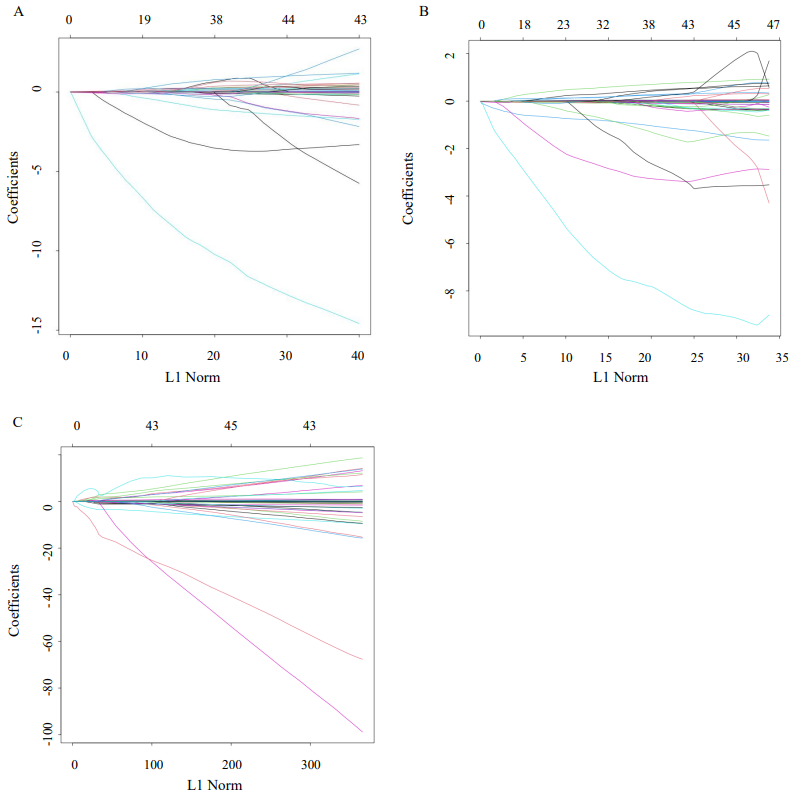 A
0 19 38 44 43
0
-5
-10
-15
Coefficients
0 10 20 30 40
L1 Norm
B
0 18 23 32 38 43 45 47
2
0
-2
-4
-6
-8
Coefficients
0 5 10 15 20 25 30 35
L1 Norm
C
0 43 45 43
0
-20
-40
-60
-80
-100
Coefficients
0 100 200 300
L1 Norm